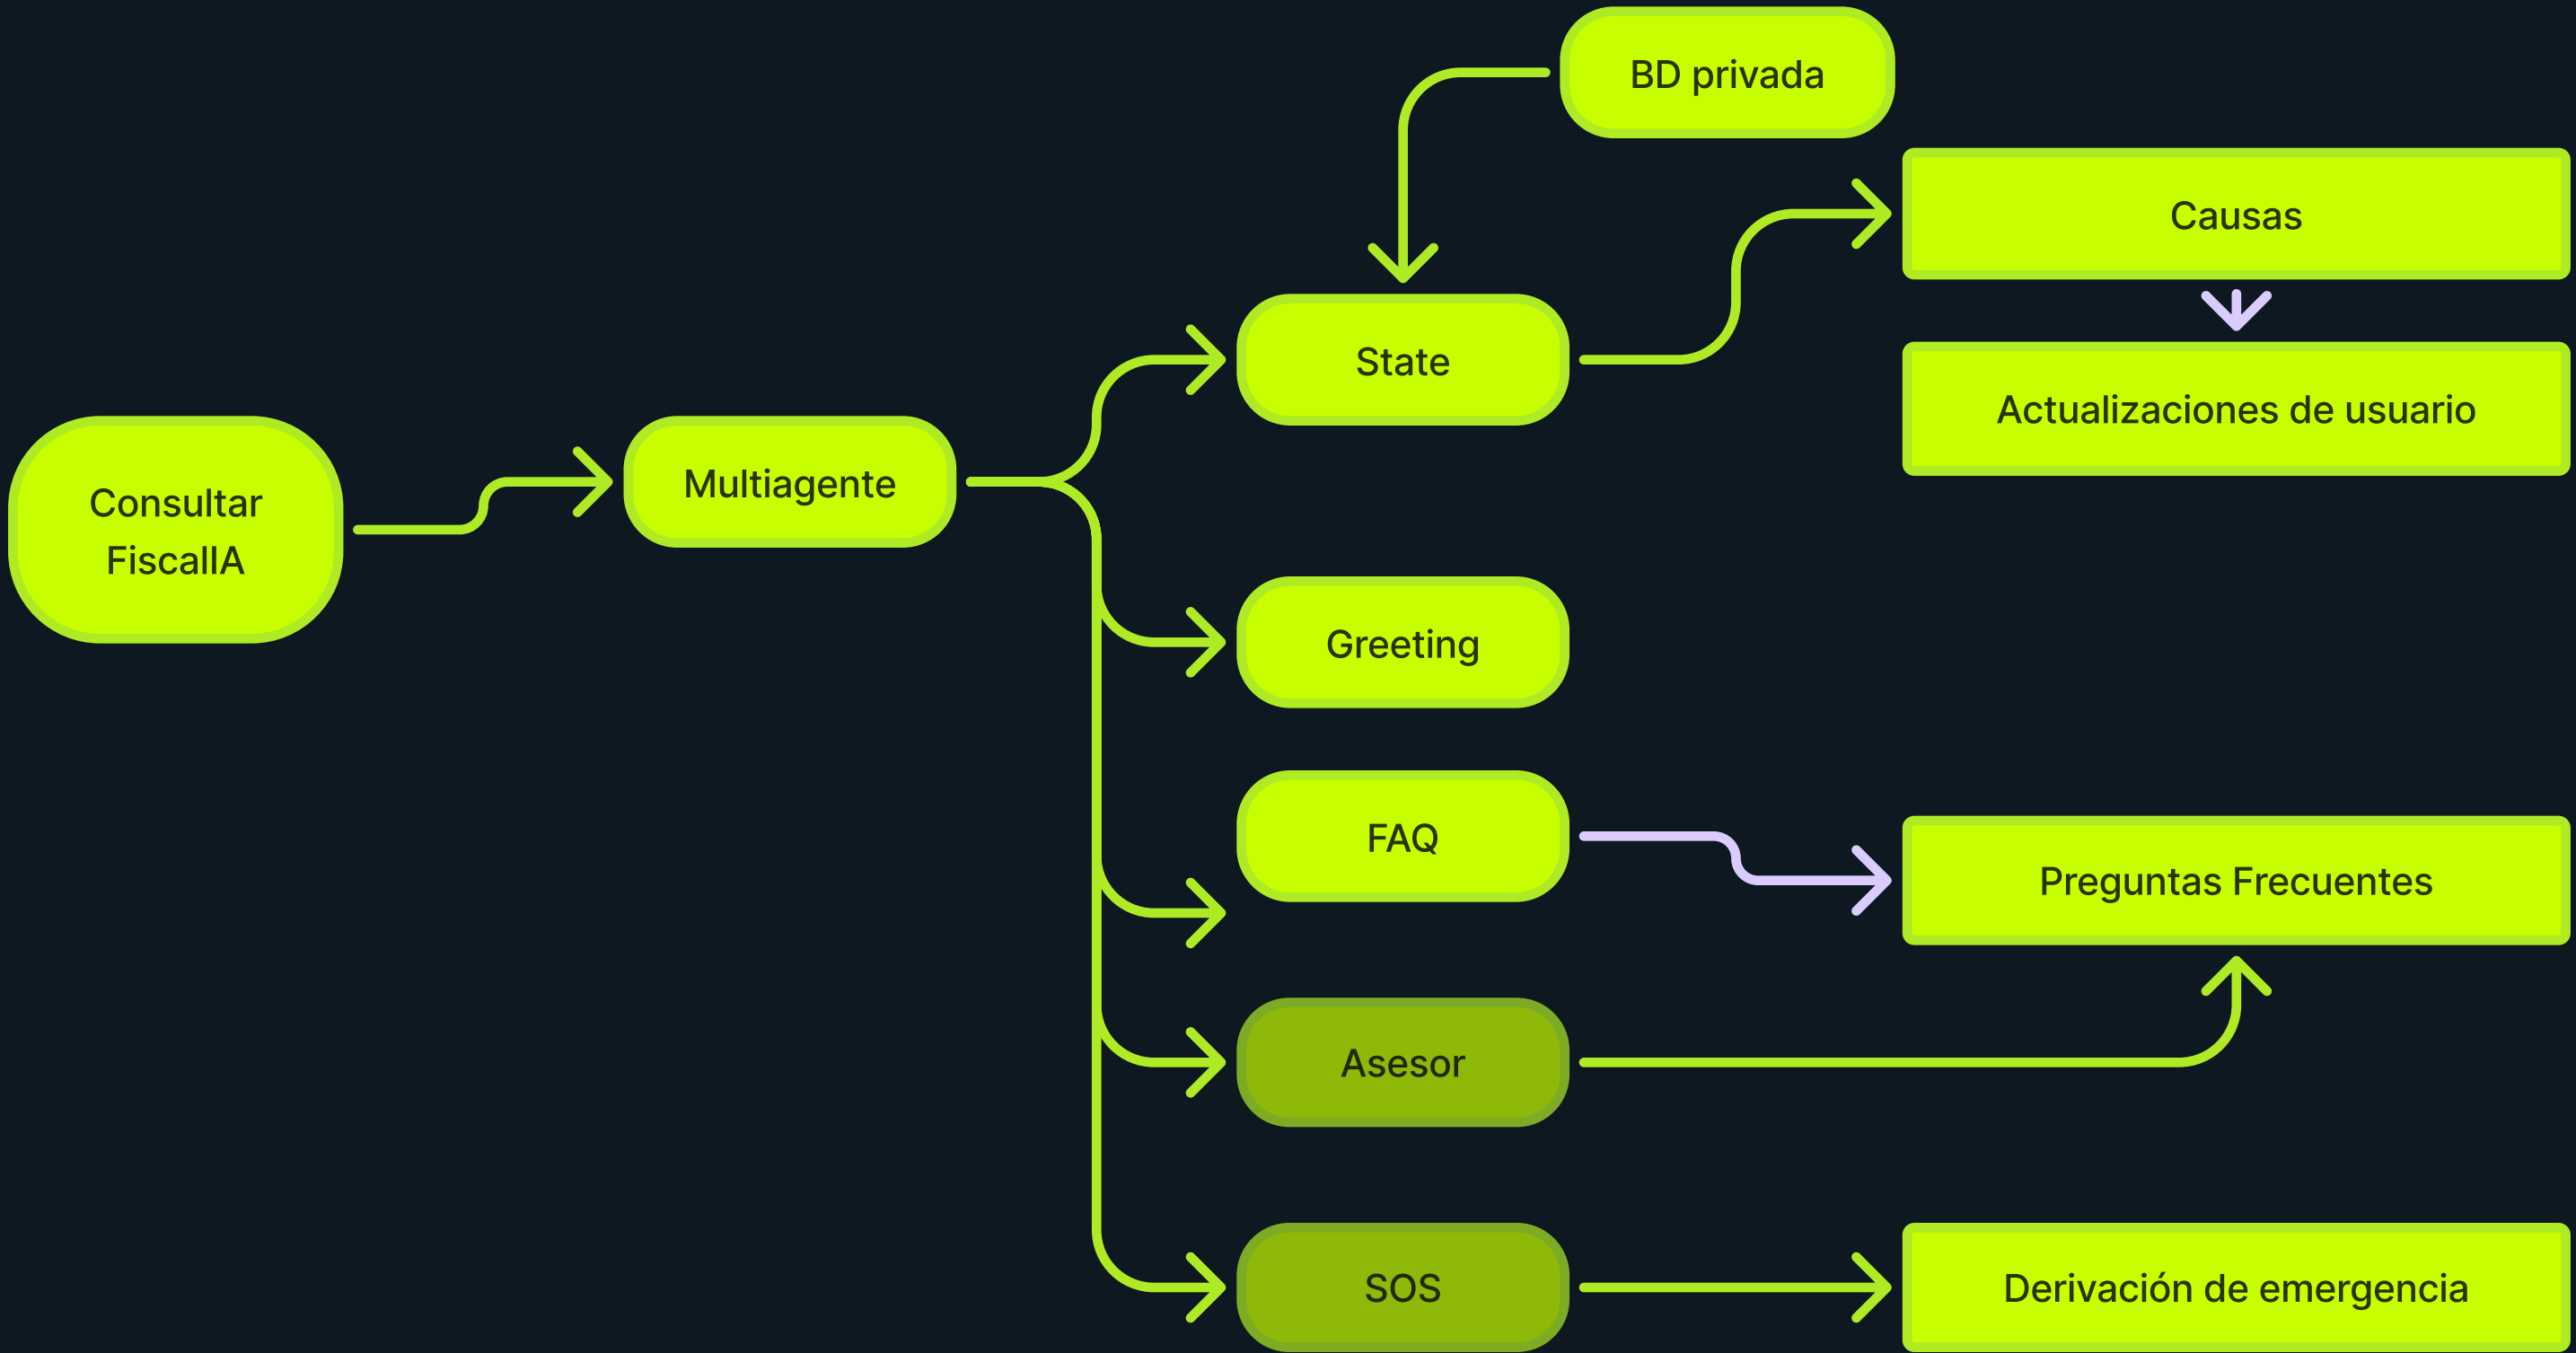 BD privada
Causas
State
Actualizaciones de usuario
Consultar
FiscalIA
Multiagente
Greeting
FAQ
Preguntas Frecuentes
Asesor
SOS
Derivación de emergencia